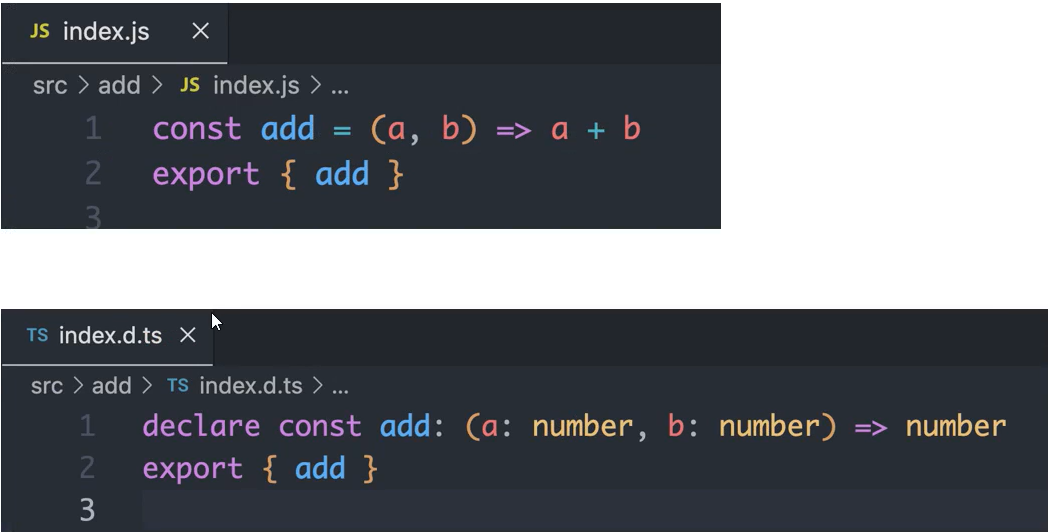 JS index.js ×
src > add > JS index.js > ...
1 const add = (a, b) => a + b
2 export { add }
3
TS index.d.ts ×
src > add > TS index.d.ts > ...
1 declare const add: (a: number, b: number) => number
2 export { add }
3